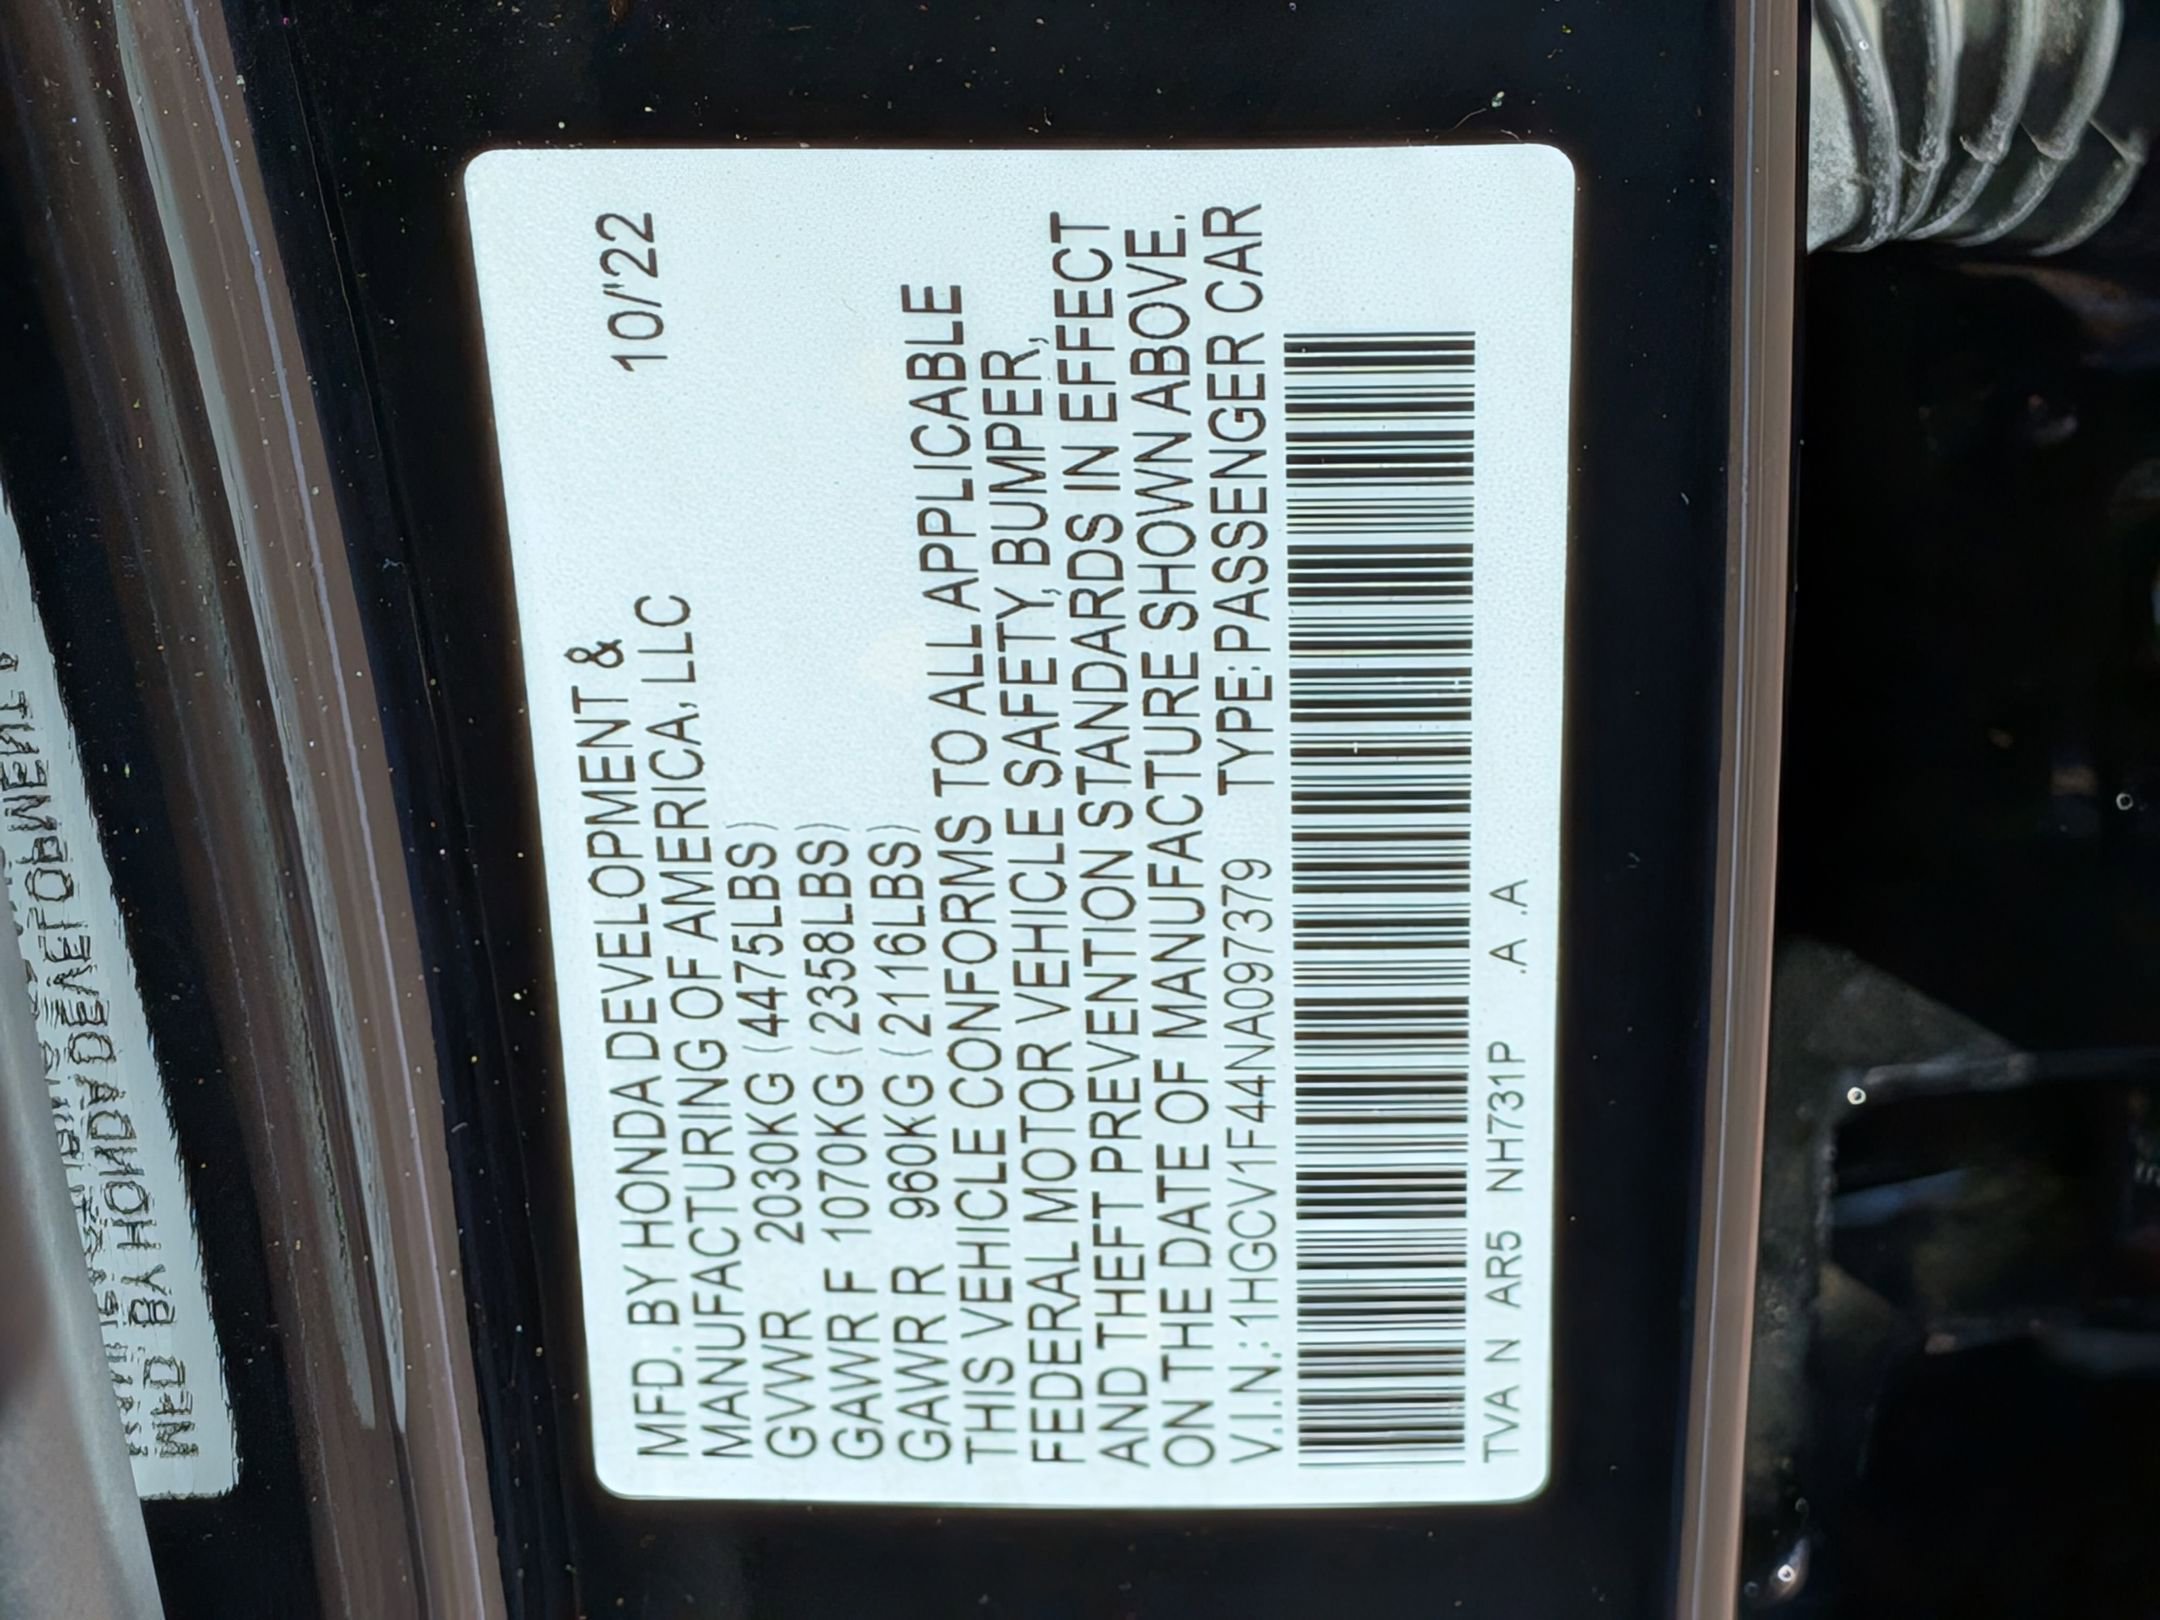 MFD. BY HONDA DEVELOPMENT & 10/'22
MANUFACTURING OF AMERICA, LLC
GVWR 2030KG (4475LBS)
GAWR F 1070KG (2358LBS)
GAWR R 960KG (2116LBS)
THIS VEHICLE CONFORMS TO ALL APPLICABLE
FEDERAL MOTOR VEHICLE SAFETY, BUMPER,
AND THEFT PREVENTION STANDARDS IN EFFECT
ON THE DATE OF MANUFACTURE SHOWN ABOVE.
V.I.N.:1HGCV1F44NA097379 TYPE:PASSENGER CAR
TVA N AR5 NH731P .A .A